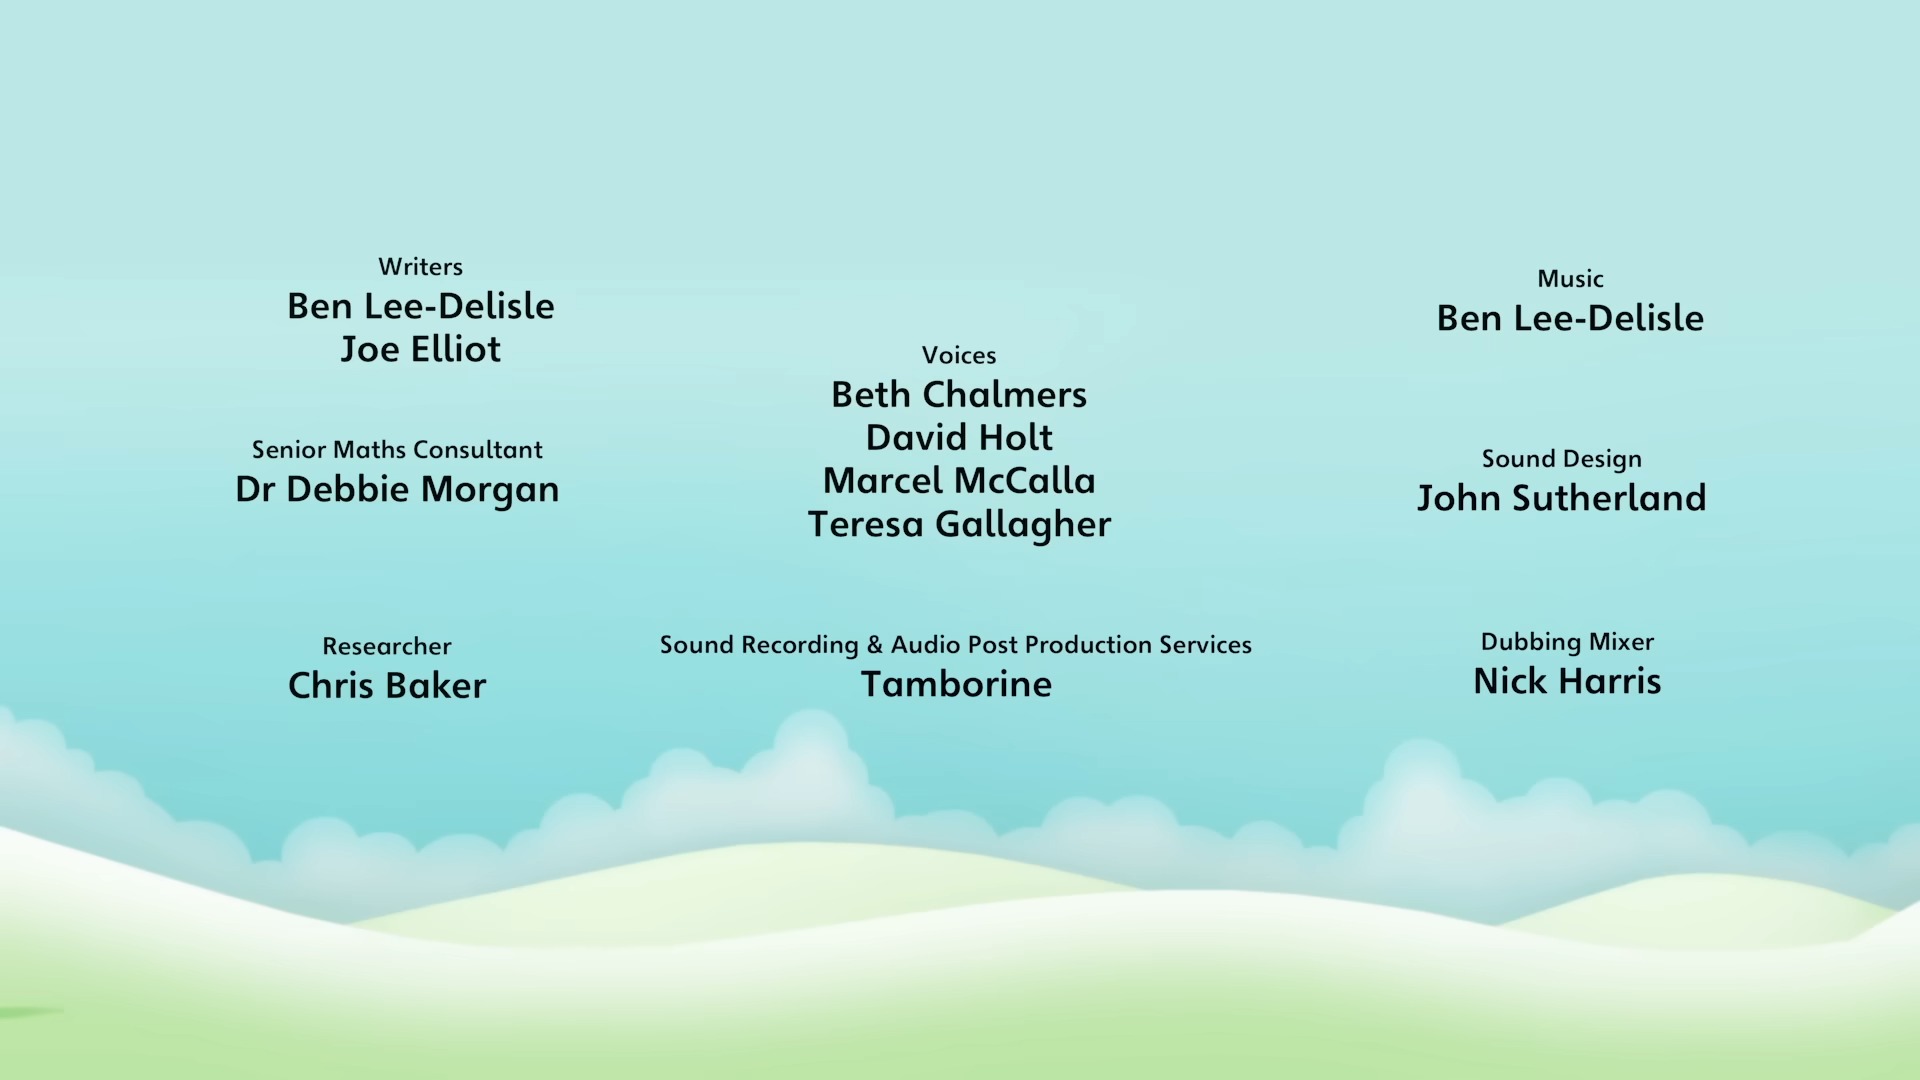 Writers
Ben Lee-Delisle
Joe Elliot
Senior Maths Consultant
Dr Debbie Morgan
Researcher
Chris Baker
Voices
Beth Chalmers
David Holt
Marcel McCalla
Teresa Gallagher
Sound Recording & Audio Post Production Services
Tamborine
Music
Ben Lee-Delisle
Sound Design
John Sutherland
Dubbing Mixer
Nick Harris